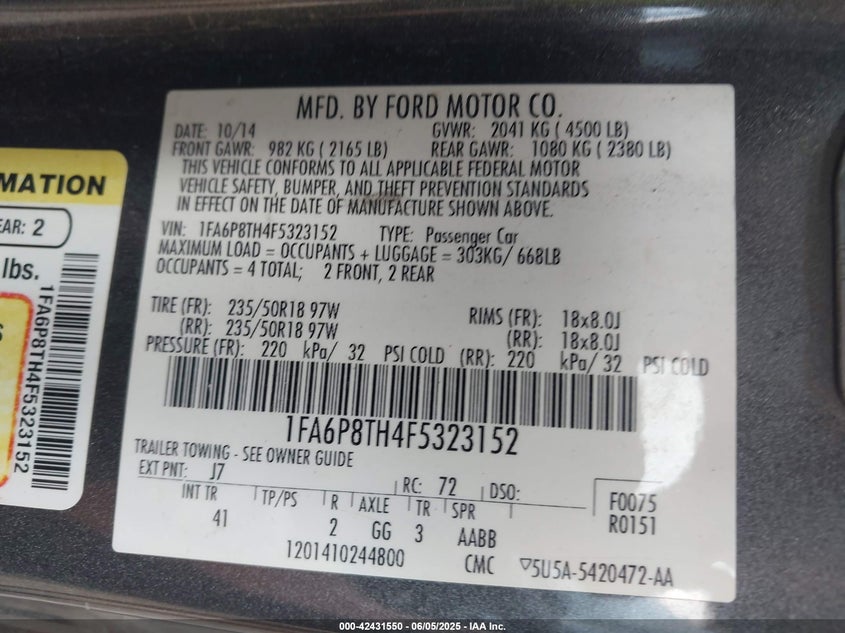 MFD. BY FORD MOTOR CO.
DATE: 10/14 GVWR: 2041 KG ( 4500 LB)
FRONT GAWR: 982 KG ( 2165 LB) REAR GAWR: 1080 KG ( 2380 LB)
THIS VEHICLE CONFORMS TO ALL APPLICABLE FEDERAL MOTOR
VEHICLE SAFETY, BUMPER, AND THEFT PREVENTION STANDARDS
IN EFFECT ON THE DATE OF MANUFACTURE SHOWN ABOVE.
VIN: 1FA6P8TH4F5323152 TYPE: Passenger Car
MAXIMUM LOAD = OCCUPANTS + LUGGAGE = 303KG/ 668LB
OCCUPANTS = 4 TOTAL; 2 FRONT, 2 REAR
TIRE (FR): 235/50R18 97W RIMS (FR): 18x8.0J
(RR): 235/50R18 97W (RR): 18x8.0J
PRESSURE (FR): 220 kPa/ 32 PSI COLD (RR): 220 kPa/ 32 PSI COLD
1FA6P8TH4F5323152
TRAILER TOWING - SEE OWNER GUIDE
EXT PNT: J7 RC: 72 DSO: F0075
INT TR TP/PS R AXLE TR SPR R0151
41 2 GG 3 AABB
1201410244800 CMC ▽5U5A-5420472-AA
RMATION
EAR: 2
lbs.
S
1FA6P8TH4F5323152
000-42431550 - 06/05/2025 - IAA Inc.